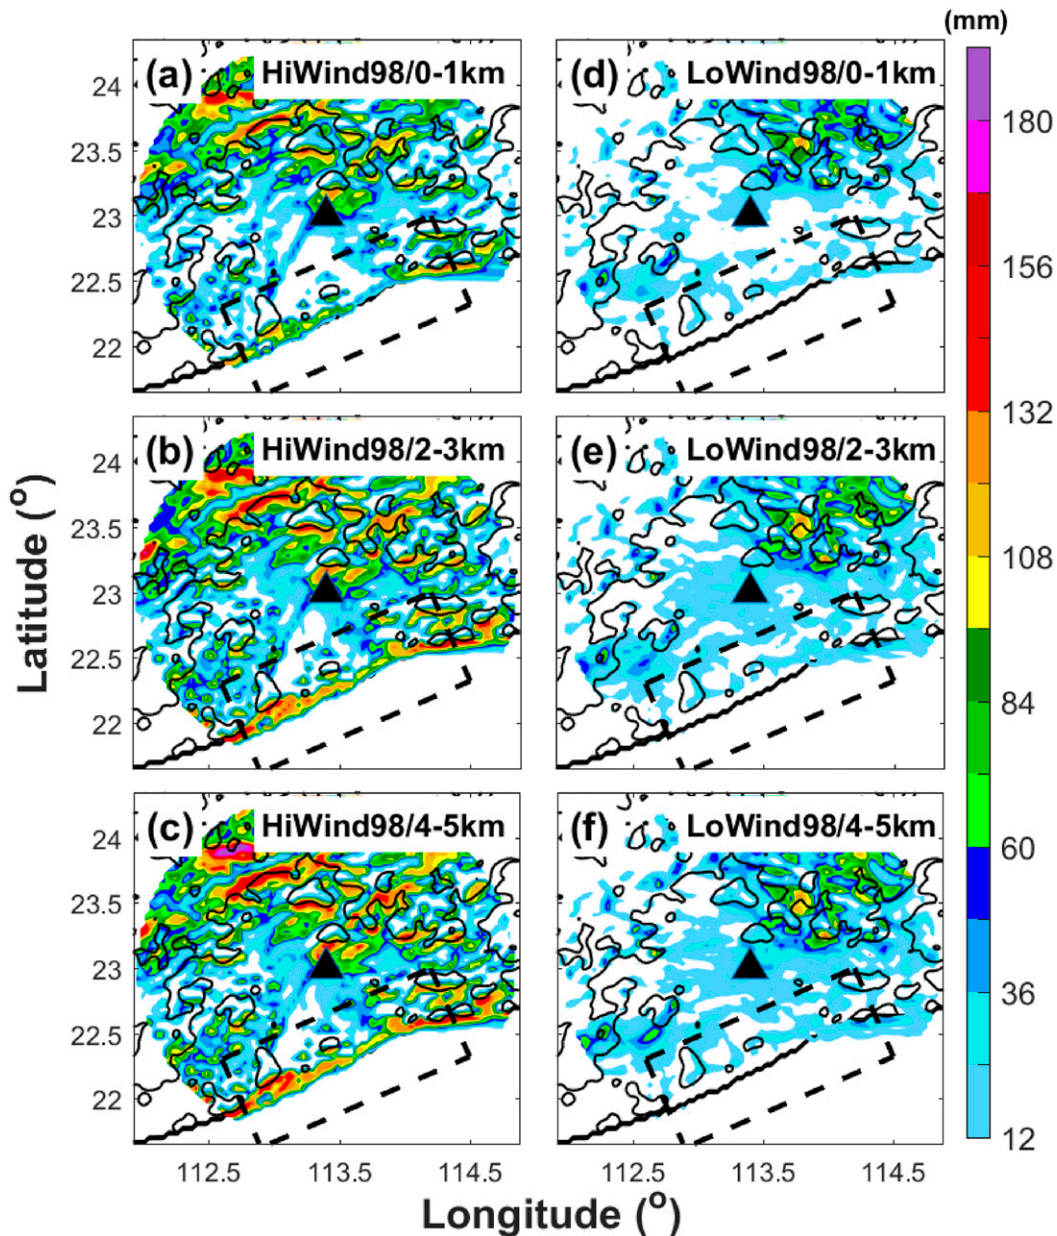 (mm)
(a) HiWind98/0-1km
(d) LoWind98/0-1km
24
23.5
23
22.5
22
(b) HiWind98/2-3km
(e) LoWind98/2-3km
24
23.5
23
22.5
22
(c) HiWind98/4-5km
(f) LoWind98/4-5km
24
23.5
23
22.5
22
180
156
132
108
84
60
36
12
Latitude (o)
112.5 113.5 114.5 112.5 113.5 114.5
Longitude (o)